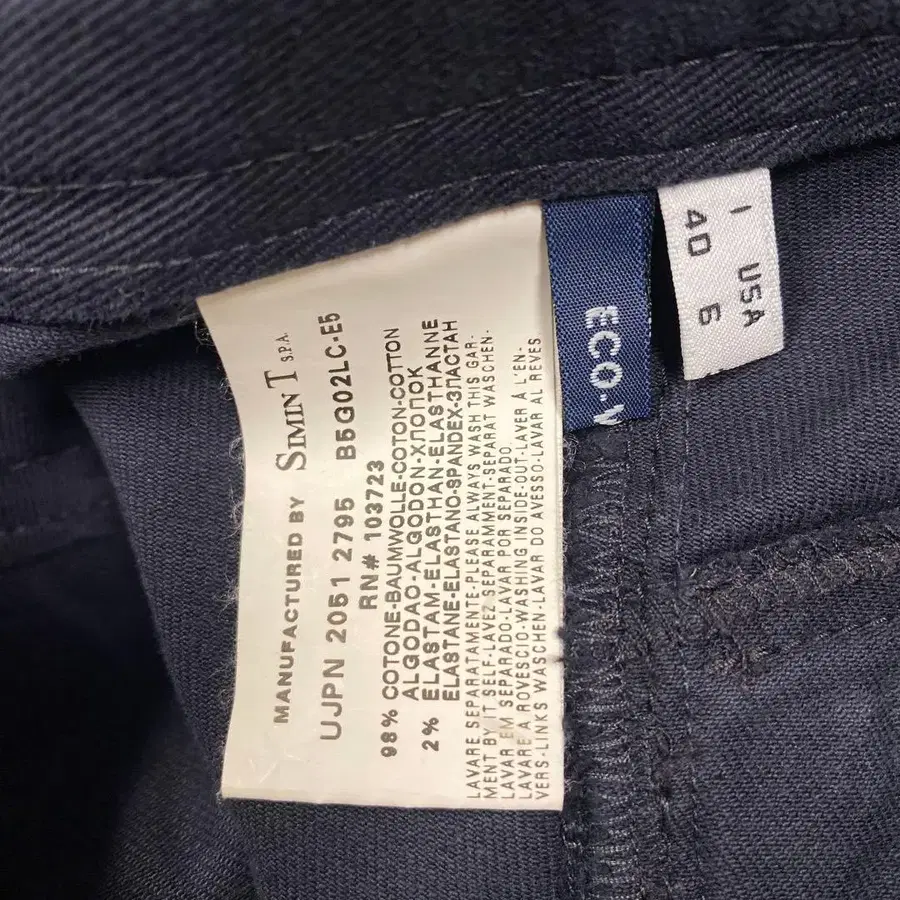 MANUFACTURED BY SIMINT S.P.A.
UJPN 2051 2795 B5G02LC-E5
RN# 103723
98% COTONE-BAUMWOLLE-COTON-COTTON
ALGODAO-ALGODON-ХЛОПОК
2% ELASTAM-ELASTHAN-ELASTHANNE
ELASTANE-ELASTANO-SPANDEX-ЭЛАСТАН
LAVARE SEPARATAMENTE-PLEASE ALWAYS WASH THIS GAR-
MENT BY IT SELF-LAVEZ SEPARAMMENT-SEPARAT WASCHEN-
LAVAR EM SEPARADO-LAVAR POR SEPARADO
LAVARE A ROVESCIO-WASHING INSIDE-OUT-LAVER À L'EN-
VERS-LINKS WASCHEN-LAVAR DO AVESSO-LAVAR AL REVES
ECO.
I USA
40 6